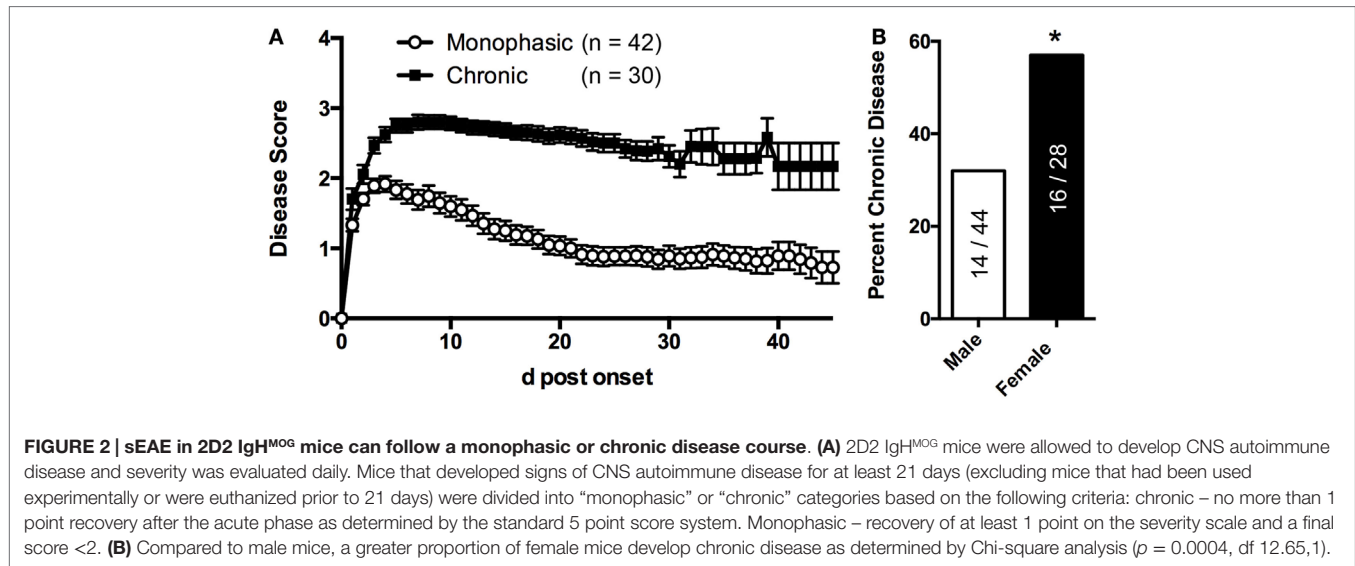 A
4
3
2
1
0
Disease Score
Monophasic (n = 42)
Chronic (n = 30)
0 10 20 30 40
d post onset
B
*
60
40
20
0
Percent Chronic Disease
14 / 44
16 / 28
Male
Female
FIGURE 2 | sEAE in 2D2 IgHMOG mice can follow a monophasic or chronic disease course. (A) 2D2 IgHMOG mice were allowed to develop CNS autoimmune
disease and severity was evaluated daily. Mice that developed signs of CNS autoimmune disease for at least 21 days (excluding mice that had been used
experimentally or were euthanized prior to 21 days) were divided into “monophasic” or “chronic” categories based on the following criteria: chronic – no more than 1
point recovery after the acute phase as determined by the standard 5 point score system. Monophasic – recovery of at least 1 point on the severity scale and a final
score <2. (B) Compared to male mice, a greater proportion of female mice develop chronic disease as determined by Chi-square analysis (p = 0.0004, df 12.65,1).